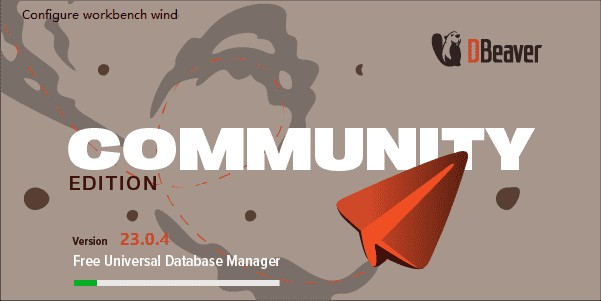 Configure workbench wind
DBeaver
COMMUNITY
EDITION
Version 23.0.4
Free Universal Database Manager